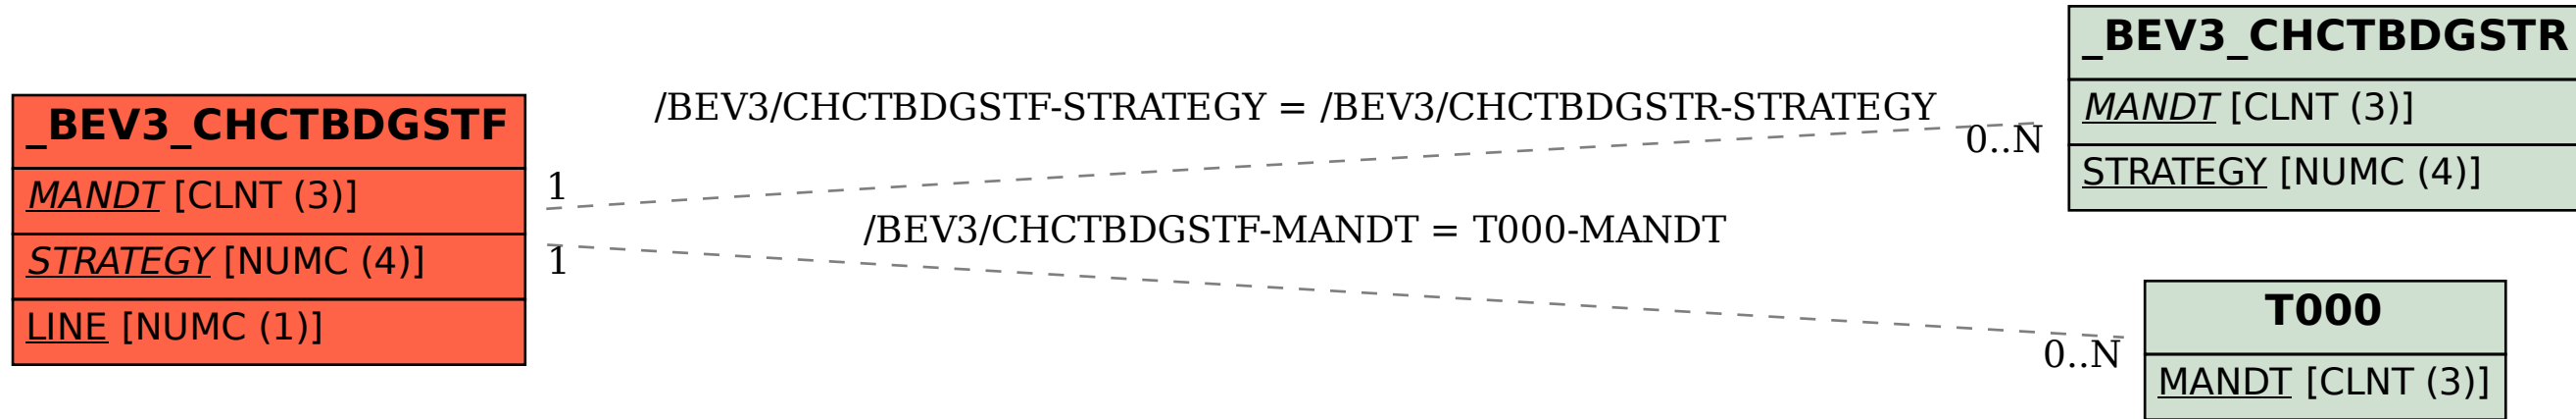 _BEV3_CHCTBDGSTF
MANDT [CLNT (3)]
STRATEGY [NUMC (4)]
LINE [NUMC (1)]
/BEV3/CHCTBDGSTF-STRATEGY = /BEV3/CHCTBDGSTR-STRATEGY
1
0..N
/BEV3/CHCTBDGSTF-MANDT = T000-MANDT
1
0..N
_BEV3_CHCTBDGSTR
MANDT [CLNT (3)]
STRATEGY [NUMC (4)]
T000
MANDT [CLNT (3)]